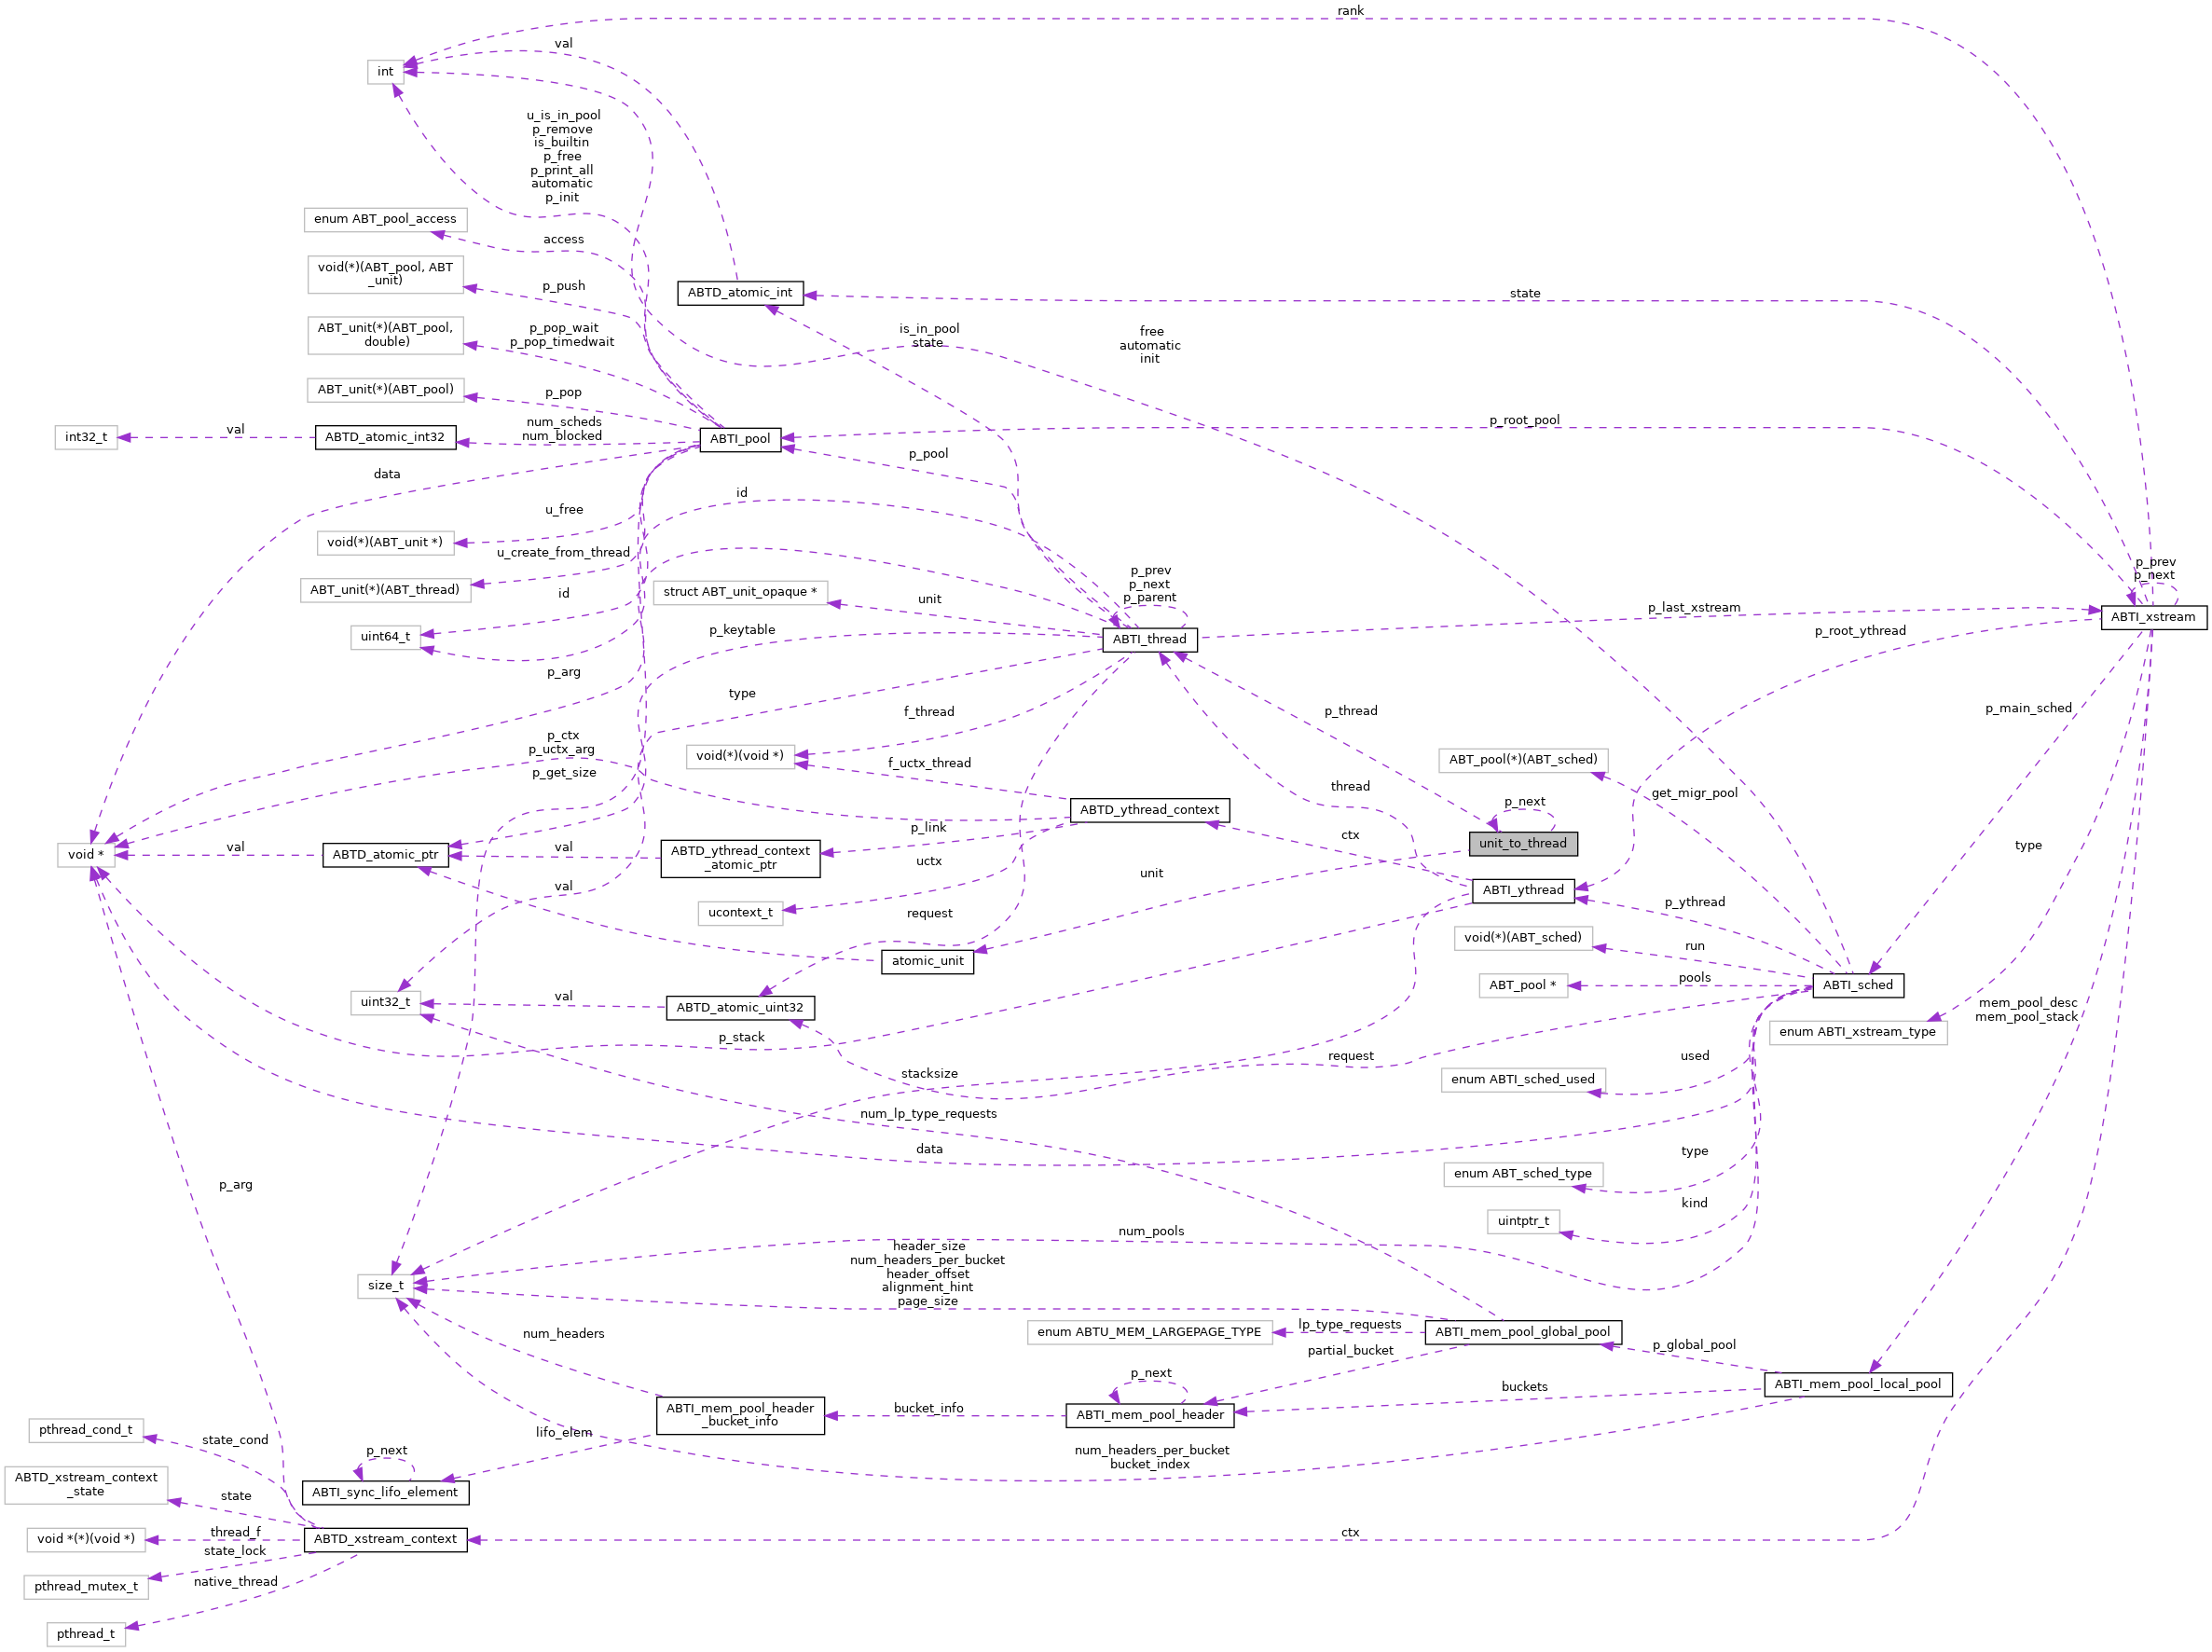 rank
val
int
u_is_in_pool
p_remove
is_builtin
p_free
p_print_all
automatic
p_init
enum ABT_pool_access
access
void(*)(ABT_pool, ABT
_unit)
p_push
ABTD_atomic_int
state
ABT_unit(*)(ABT_pool,
double)
p_pop_wait
p_pop_timedwait
is_in_pool
state
free
automatic
init
ABT_unit(*)(ABT_pool)
p_pop
int32_t
val
ABTD_atomic_int32
num_scheds
num_blocked
ABTI_pool
p_root_pool
p_pool
data
id
void(*)(ABT_unit *)
u_free
u_create_from_thread
ABT_unit(*)(ABT_thread)
id
struct ABT_unit_opaque *
unit
p_prev
p_next
p_parent
p_prev
p_next
uint64_t
p_keytable
ABTI_thread
p_last_xstream
ABTI_xstream
p_root_ythread
p_arg
type
f_thread
p_thread
p_main_sched
p_ctx
p_uctx_arg
p_get_size
void(*)(void *)
f_uctx_thread
ABT_pool(*)(ABT_sched)
thread
get_migr_pool
ABTD_ythread_context
p_next
p_link
ctx
unit_to_thread
type
void *
val
ABTD_atomic_ptr
val
ABTD_ythread_context
_atomic_ptr
uctx
unit
val
ABTI_ythread
p_ythread
ucontext_t
request
void(*)(ABT_sched)
run
atomic_unit
ABT_pool *
pools
ABTI_sched
uint32_t
val
ABTD_atomic_uint32
mem_pool_desc
mem_pool_stack
enum ABTI_xstream_type
p_stack
request
used
stacksize
enum ABTI_sched_used
num_lp_type_requests
data
type
enum ABT_sched_type
p_arg
kind
uintptr_t
num_pools
header_size
num_headers_per_bucket
header_offset
alignment_hint
page_size
size_t
num_headers
enum ABTU_MEM_LARGEPAGE_TYPE
lp_type_requests
ABTI_mem_pool_global_pool
partial_bucket
p_global_pool
p_next
buckets
ABTI_mem_pool_local_pool
ABTI_mem_pool_header
_bucket_info
bucket_info
ABTI_mem_pool_header
pthread_cond_t
state_cond
lifo_elem
p_next
num_headers_per_bucket
bucket_index
ABTD_xstream_context
_state
state
ABTI_sync_lifo_element
void *(*)(void *)
thread_f
ABTD_xstream_context
ctx
state_lock
pthread_mutex_t
native_thread
pthread_t